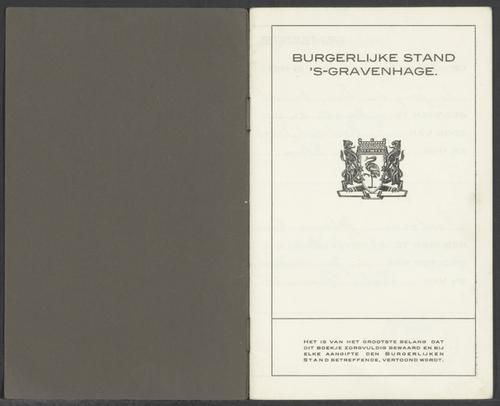 BURGERLIJKE STAND
'S-GRAVENHAGE.
HET IS VAN HET GROOTSTE BELANG DAT
DIT BOEKJE ZORGVULDIG BEWAARD EN BIJ
ELKE AANGIFTE DEN BURGERLIJKEN
STAND BETREFFENDE, VERTOOND WORDT.